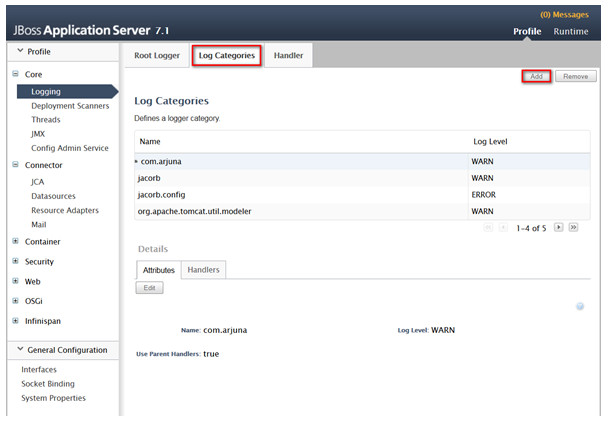 (0) Messages
JBoss Application Server 7.1
Profile Runtime
Profile
Core
Logging
Deployment Scanners
Threads
JMX
Config Admin Service
Connector
JCA
Datasources
Resource Adapters
Mail
Container
Security
Web
OSGi
Infinispan
General Configuration
Interfaces
Socket Binding
System Properties
Root Logger Log Categories Handler
Add Remove
Log Categories
Defines a logger category.
Name Log Level
com.arjuna WARN
jacorb WARN
jacorb.config ERROR
org.apache.tomcat.util.modeler WARN
1-4 of 5
Details
Attributes Handlers
Edit
Name: com.arjuna Log Level: WARN
Use Parent Handlers: true